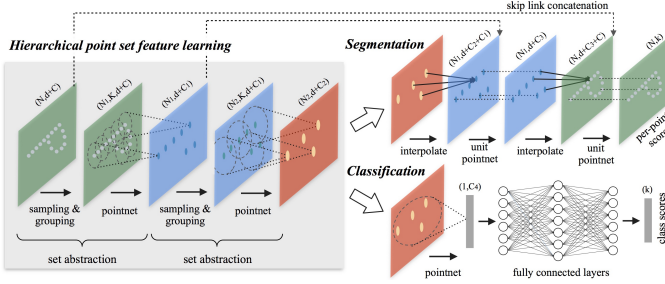 skip link concatenation
Hierarchical point set feature learning
Segmentation
(N,d+C)
(N1,K,d+C)
(N1,d+C1)
(N2,K,d+C1)
(N2,d+C2)
(N1,d+C2+C1)
(N1,d+C3)
(N,d+C3+C)
(N,k)
interpolate
unit
pointnet
interpolate
unit
pointnet
per-point
scores
sampling &
grouping
pointnet
sampling &
grouping
pointnet
set abstraction
set abstraction
Classification
(1,C4)
(k)
class scores
pointnet
fully connected layers